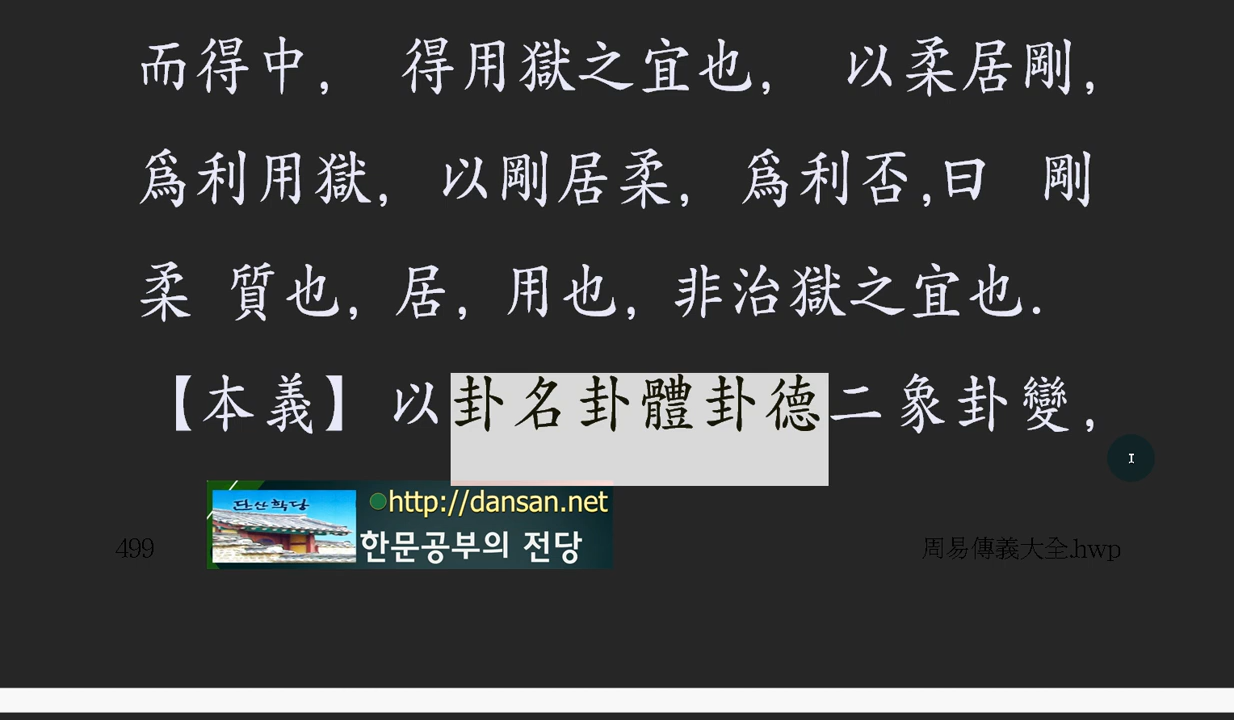 而得中, 得用獄之宜也, 以柔居剛,
爲利用獄, 以剛居柔, 爲利否,曰 剛
柔 質也, 居, 用也, 非治獄之宜也.
【本義】 以卦名卦體卦德二象卦變,
단산학당
http://dansan.net
한문공부의 전당
499
周易傳義大全.hwp